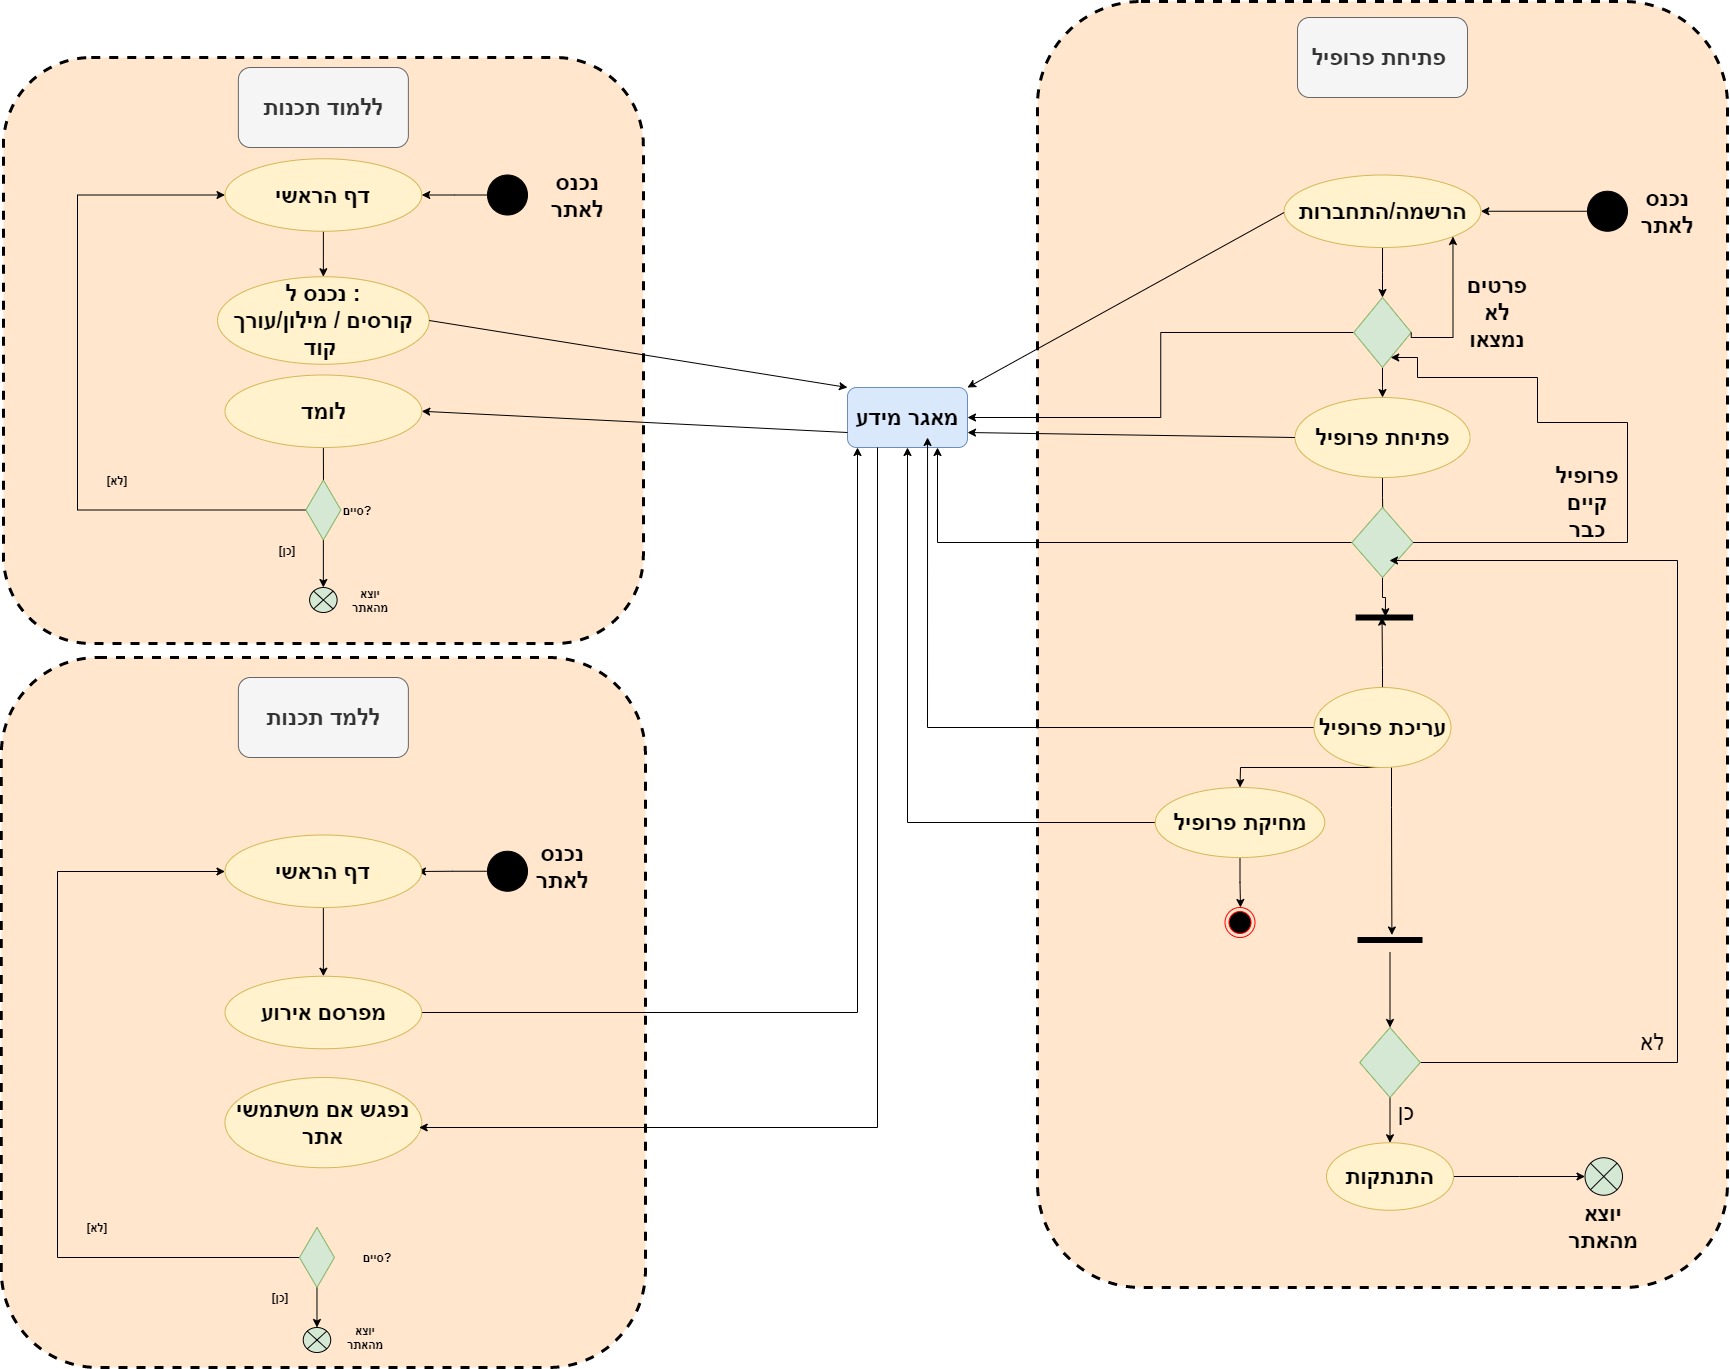 פתיחת פרופיל
נכנס
לאתר
הרשמה/התחברות
פרטים
לא
נמצאו
פתיחת פרופיל
פרופיל
קיים
כבר
עריכת פרופיל
מחיקת פרופיל
לא
כן
התנתקות
יוצא
מהאתר
מאגר מידע
ללמוד תכנות
נכנס
לאתר
דף הראשי
נכנס ל :
קורסים / מילון/עורך
קוד
לומד
[לא]
סיים?
[כן]
יוצא
מהאתר
ללמד תכנות
נכנס
לאתר
דף הראשי
מפרסם אירוע
נפגש אם משתמשי
אתר
[לא]
סיים?
[כן]
יוצא
מהאתר